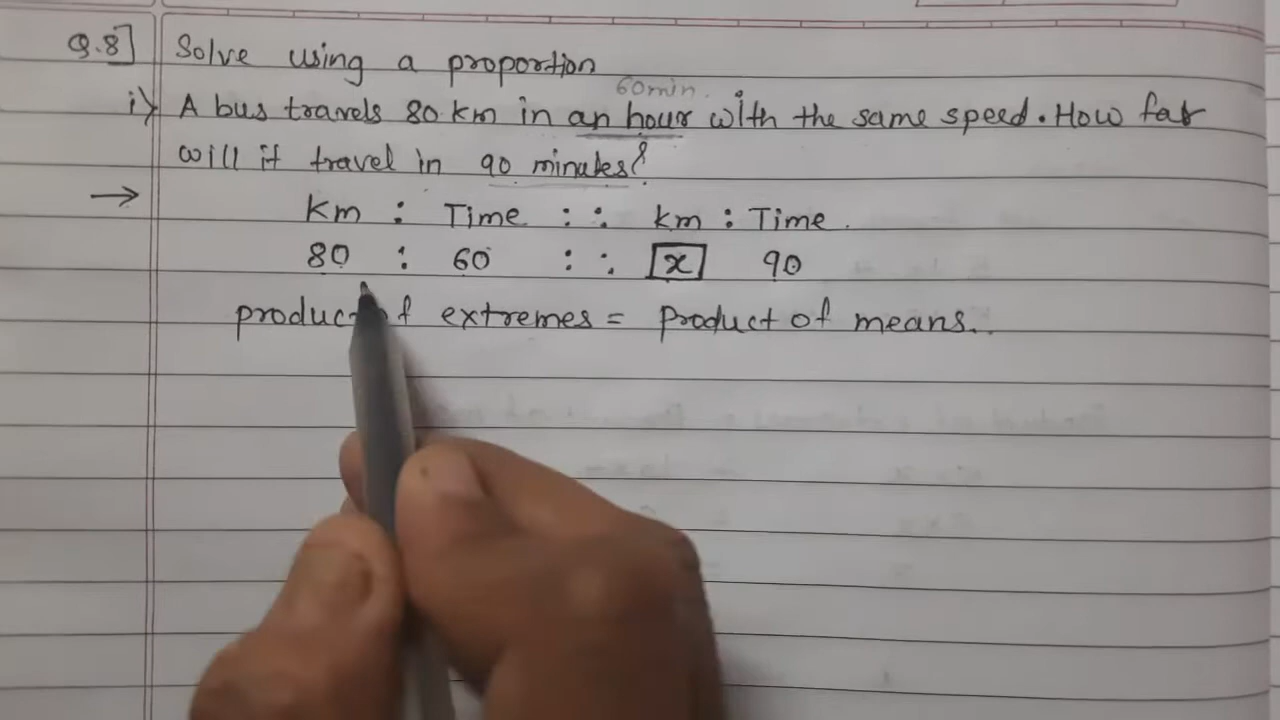 Q.8] Solve using a proportion
60min.
i) A bus travels 80 km in an hour with the same speed. How far
will it travel in 90 minutes?
→ Km : Time :: km : Time.
80 : 60 :: x 90
product of extremes = product of means..